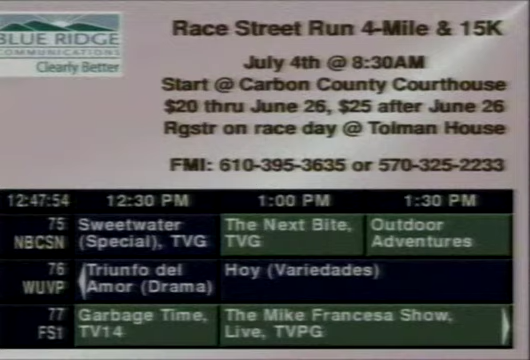 BLUE RIDGE
COMMUNICATIONS
Clearly Better
Race Street Run 4-Mile & 15K
July 4th @ 8:30AM
Start @ Carbon County Courthouse
$20 thru June 26, $25 after June 26
Rgstr on race day @ Tolman House
FMI: 610-395-3635 or 570-325-2233
12:47:54 12:30 PM 1:00 PM 1:30 PM
75 Sweetwater The Next Bite, Outdoor
NBCSN (Special), TVG TVG Adventures
76 Triunfo del Hoy (Variedades)
WUVP Amor (Drama)
77 Garbage Time, The Mike Francesa Show,
FS1 TV14 Live, TVPG